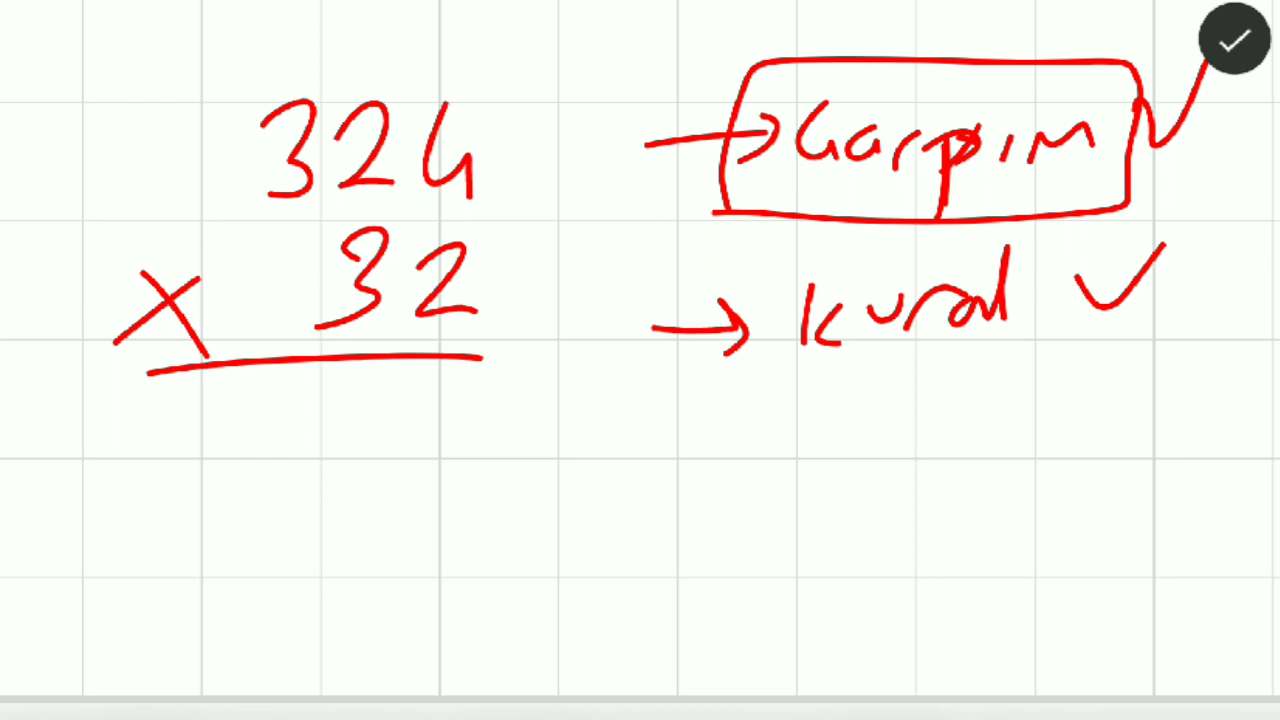 324 → Çarpım
x 32 → kural ✓